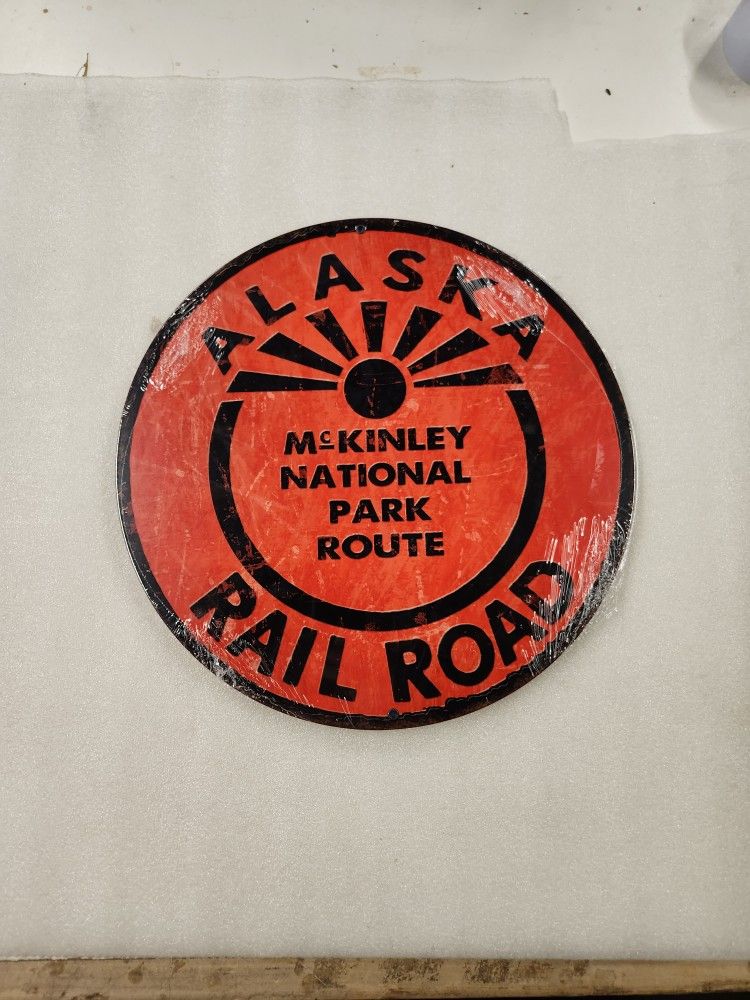 ALASKA
McKINLEY
NATIONAL
PARK
ROUTE
RAIL ROAD